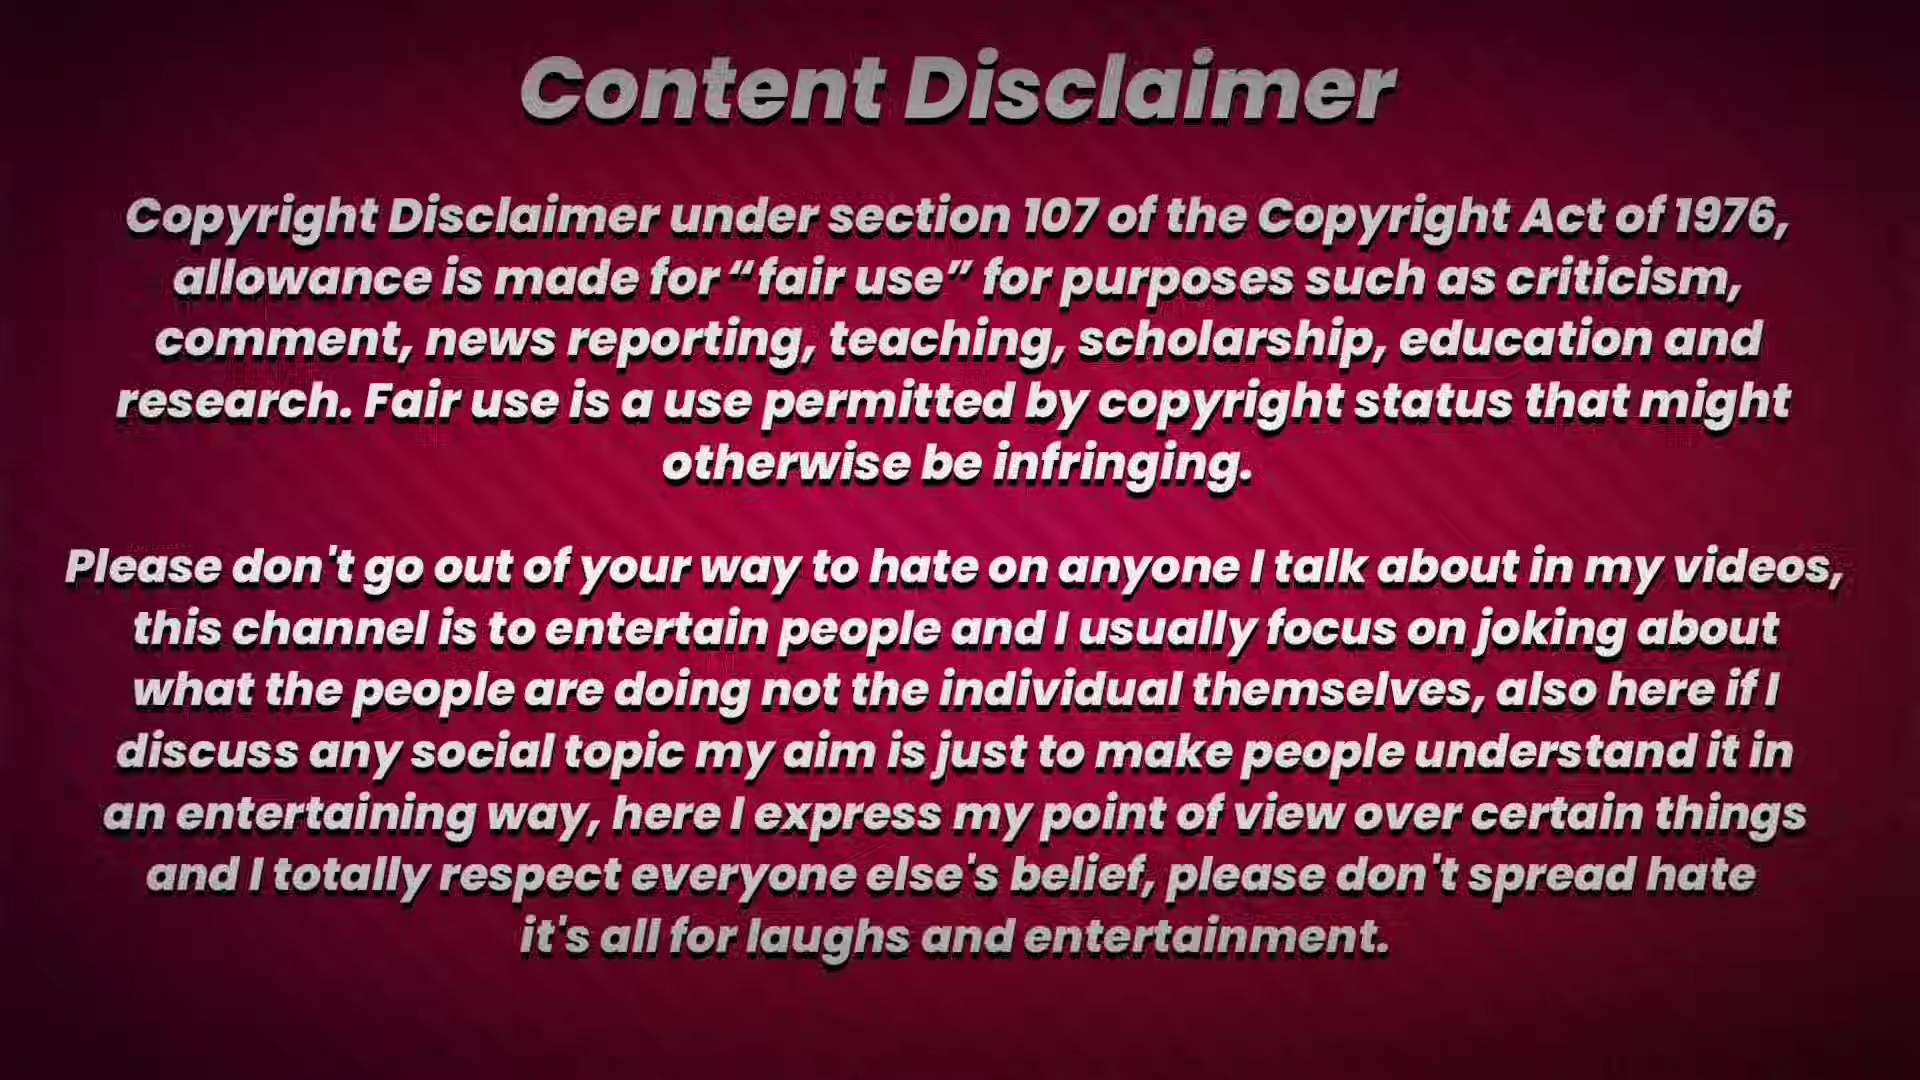 Content Disclaimer
Copyright Disclaimer under section 107 of the Copyright Act of 1976,
allowance is made for “fair use” for purposes such as criticism,
comment, news reporting, teaching, scholarship, education and
research. Fair use is a use permitted by copyright status that might
otherwise be infringing.
Please don't go out of your way to hate on anyone I talk about in my videos,
this channel is to entertain people and I usually focus on joking about
what the people are doing not the individual themselves, also here if I
discuss any social topic my aim is just to make people understand it in
an entertaining way, here I express my point of view over certain things
and I totally respect everyone else's belief, please don't spread hate
it's all for laughs and entertainment.